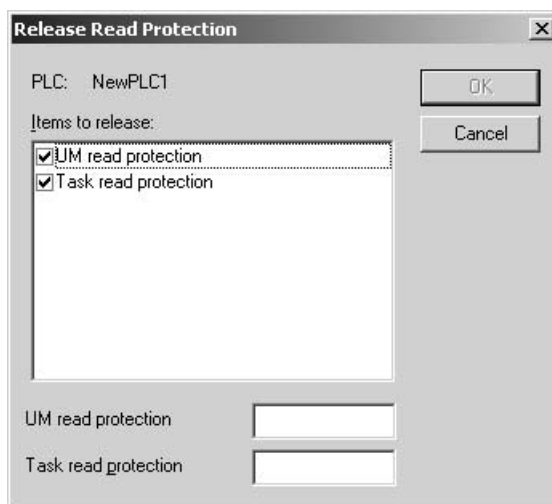 Release Read Protection
PLC: NewPLC1
OK
Items to release:
Cancel
UM read protection
Task read protection
UM read protection
Task read protection